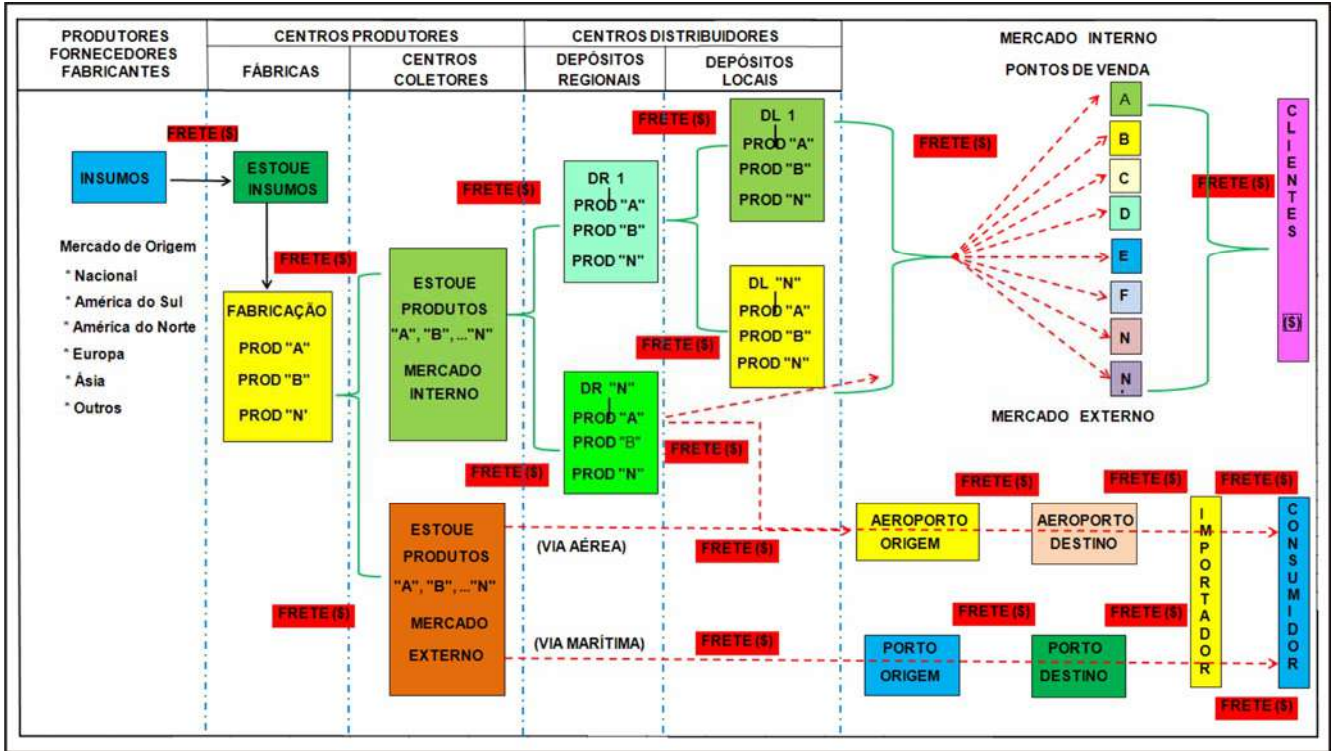 PRODUTORES
FORNECEDORES
FABRICANTES
CENTROS PRODUTORES
FÁBRICAS
CENTROS
COLETORES
CENTROS DISTRIBUIDORES
DEPÓSITOS
REGIONAIS
DEPÓSITOS
LOCAIS
MERCADO INTERNO
PONTOS DE VENDA
FRETE ($)
INSUMOS
ESTOUE
INSUMOS
Mercado de Origem
* Nacional
* América do Sul
* América do Norte
* Europa
* Ásia
* Outros
FRETE ($)
FABRICAÇÃO
PROD "A"
PROD "B"
PROD "N'
FRETE ($)
ESTOUE
PRODUTOS
"A", "B", ..."N"
MERCADO
INTERNO
ESTOUE
PRODUTOS
"A", "B", ..."N"
MERCADO
EXTERNO
FRETE ($)
DR 1
PROD "A"
PROD "B"
PROD "N"
FRETE ($)
DR "N"
PROD "A"
PROD "B"
PROD "N"
FRETE ($)
DL 1
PROD "A"
PROD "B"
PROD "N"
FRETE ($)
DL "N"
PROD "A"
PROD "B"
PROD "N"
FRETE ($)
FRETE ($)
A
B
C
D
E
F
N
N
FRETE ($)
CLIENTES
($)
MERCADO EXTERNO
(VIA AÉREA)
FRETE ($)
AEROPORTO
ORIGEM
FRETE ($)
AEROPORTO
DESTINO
FRETE ($)
IMPORTADOR
FRETE ($)
CONSUMIDOR
(VIA MARÍTIMA)
FRETE ($)
PORTO
ORIGEM
FRETE ($)
PORTO
DESTINO
FRETE ($)
FRETE ($)